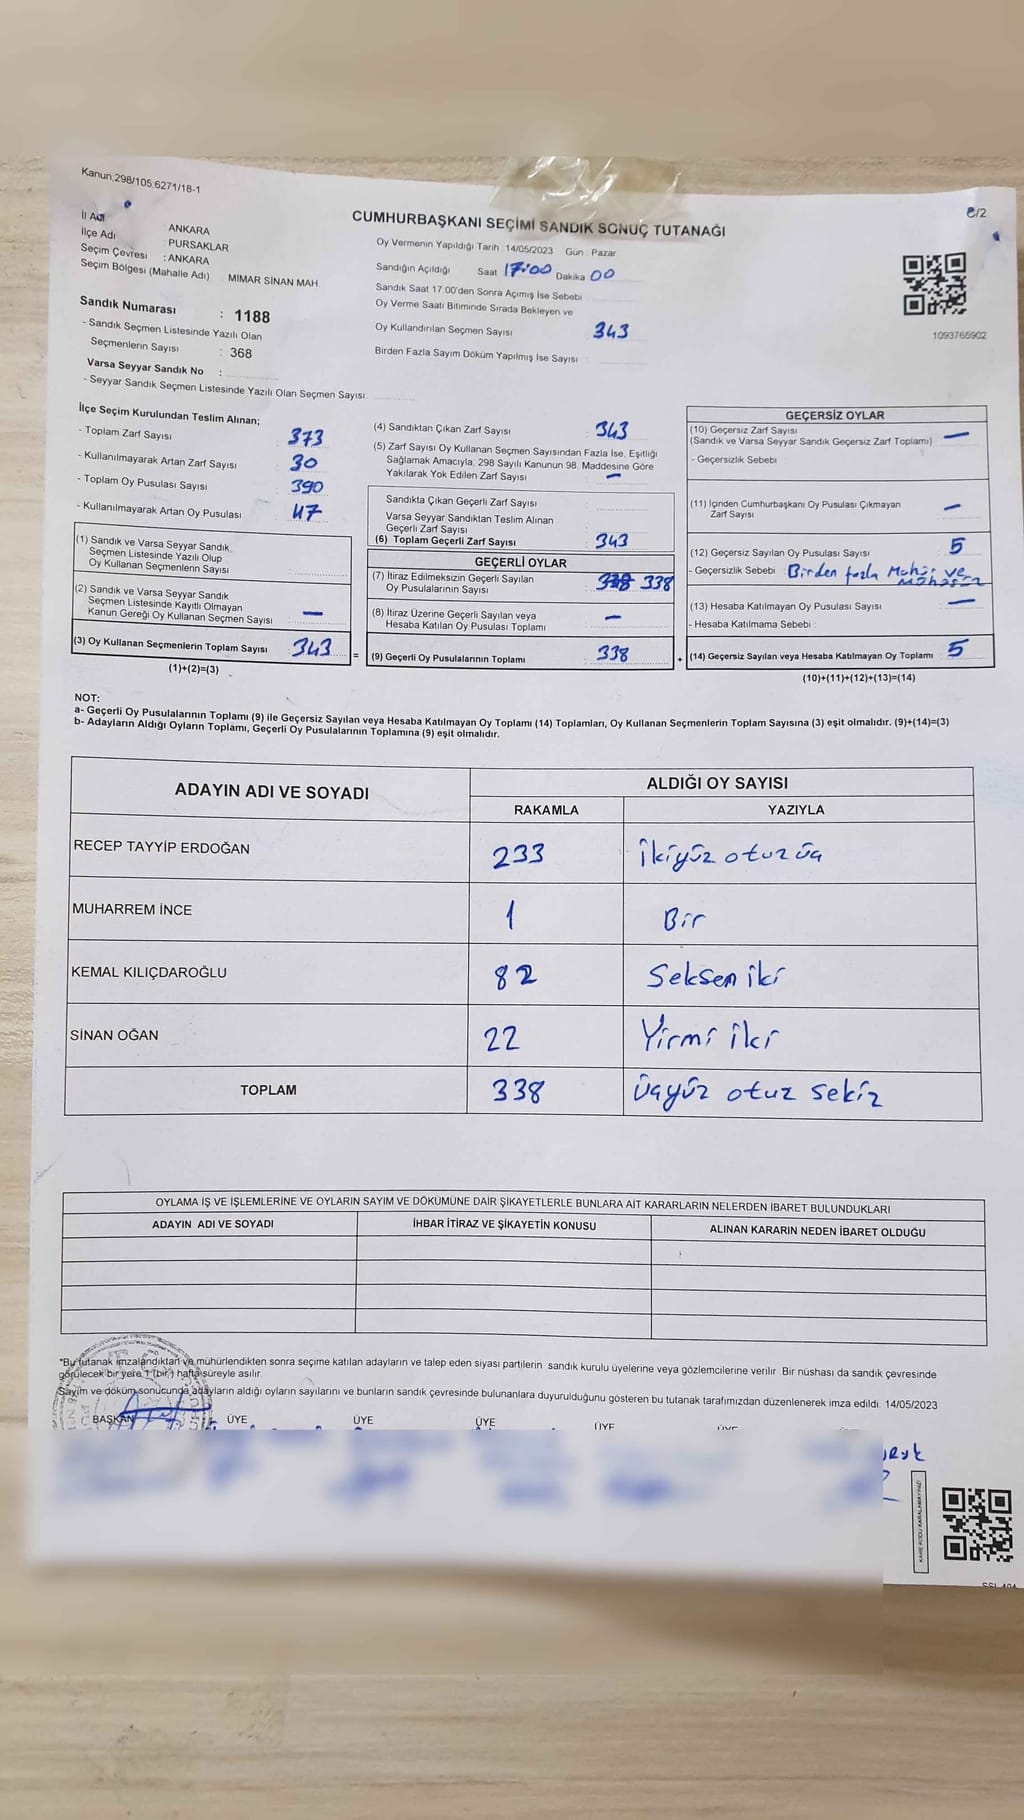 Kanun;298/105.6271/18-1
8/2
CUMHURBAŞKANI SEÇİMİ SANDIK SONUÇ TUTANAĞI
İl Adı : ANKARA
İlçe Adı : PURSAKLAR
Seçim Çevresi : ANKARA
Seçim Bölgesi (Mahalle Adı) : MİMAR SİNAN MAH.
Oy Vermenin Yapıldığı Tarih : 14/05/2023 Gün : Pazar
Sandığın Açıldığı Saat 17:00 Dakika 00
Sandık Saat 17:00'den Sonra Açımış İse Sebebi
Oy Verme Saati Bitiminde Sırada Bekleyen ve
Oy Kullandırılan Seçmen Sayısı 343
Birden Fazla Sayım Döküm Yapılmış İse Sayısı :
1093765902
Sandık Numarası : 1188
- Sandık Seçmen Listesinde Yazılı Olan
Seçmenlerin Sayısı : 368
Varsa Seyyar Sandık No :
- Seyyar Sandık Seçmen Listesinde Yazılı Olan Seçmen Sayısı:
İlçe Seçim Kurulundan Teslim Alınan;
- Toplam Zarf Sayısı : 373
- Kullanılmayarak Artan Zarf Sayısı : 30
- Toplam Oy Pusulası Sayısı : 390
- Kullanılmayarak Artan Oy Pusulası : 47
(1) Sandık ve Varsa Seyyar Sandık
Seçmen Listesinde Yazılı Olup
Oy Kullanan Seçmenlerin Sayısı :
(2) Sandık ve Varsa Seyyar Sandık
Seçmen Listesinde Kayıtlı Olmayan
Kanun Gereği Oy Kullanan Seçmen Sayısı : —
(3) Oy Kullanan Seçmenlerin Toplam Sayısı : 343
(1)+(2)=(3)
(4) Sandıktan Çıkan Zarf Sayısı : 343
(5) Zarf Sayısı Oy Kullanan Seçmen Sayısından Fazla İse, Eşitliği
Sağlamak Amacıyla, 298 Sayılı Kanunun 98. Maddesine Göre
Yakılarak Yok Edilen Zarf Sayısı : —
Sandıkta Çıkan Geçerli Zarf Sayısı :
Varsa Seyyar Sandıktan Teslim Alınan
Geçerli Zarf Sayısı :
(6) Toplam Geçerli Zarf Sayısı : 343
GEÇERLİ OYLAR
(7) İtiraz Edilmeksizin Geçerli Sayılan
Oy Pusulalarının Sayısı : 338
(8) İtiraz Üzerine Geçerli Sayılan veya
Hesaba Katılan Oy Pusulası Toplamı : —
= (9) Geçerli Oy Pusulalarının Toplamı : 338
GEÇERSİZ OYLAR
(10) Geçersiz Zarf Sayısı
(Sandık ve Varsa Seyyar Sandık Geçersiz Zarf Toplamı) : —
- Geçersizlik Sebebi :
(11) İçinden Cumhurbaşkanı Oy Pusulası Çıkmayan
Zarf Sayısı : —
(12) Geçersiz Sayılan Oy Pusulası Sayısı : 5
- Geçersizlik Sebebi : Birden fazla Mühür ve
(13) Hesaba Katılmayan Oy Pusulası Sayısı : —
- Hesaba Katılmama Sebebi :
+ (14) Geçersiz Sayılan veya Hesaba Katılmayan Oy Toplamı : 5
(10)+(11)+(12)+(13)=(14)
NOT:
a- Geçerli Oy Pusulalarının Toplamı (9) ile Geçersiz Sayılan veya Hesaba Katılmayan Oy Toplamı (14) Toplamları, Oy Kullanan Seçmenlerin Toplam Sayısına (3) eşit olmalıdır. (9)+(14)=(3)
b- Adayların Aldığı Oyların Toplamı, Geçerli Oy Pusulalarının Toplamına (9) eşit olmalıdır.
ADAYIN ADI VE SOYADI ALDIĞI OY SAYISI
RAKAMLA YAZIYLA
RECEP TAYYİP ERDOĞAN 233 İkiyüz otuz üç
MUHARREM İNCE 1 Bir
KEMAL KILIÇDAROĞLU 82 Seksen iki
SİNAN OĞAN 22 Yirmi iki
TOPLAM 338 üçyüz otuz sekiz
OYLAMA İŞ VE İŞLEMLERİNE VE OYLARIN SAYIM VE DÖKÜMÜNE DAİR ŞİKAYETLERLE BUNLARA AİT KARARLARIN NELERDEN İBARET BULUNDUKLARI
ADAYIN ADI VE SOYADI İHBAR İTİRAZ VE ŞİKAYETİN KONUSU ALINAN KARARIN NEDEN İBARET OLDUĞU
*Bu tutanak imzalandıktan ve mühürlendikten sonra seçime katılan adayların ve talep eden siyasi partilerin sandık kurulu üyelerine veya gözlemcilerine verilir. Bir nüshası da sandık çevresinde
görülecek bir yere 1 (bir) hafta süreyle asılır.
Sayım ve döküm sonucunda adayların aldığı oyların sayılarını ve bunların sandık çevresinde bulunanlara duyurulduğunu gösteren bu tutanak tarafımızdan düzenlenerek imza edildi. 14/05/2023
BAŞKAN ÜYE ÜYE ÜYE ÜYE ÜYE
KARE KODU KARALAMAYINIZ!